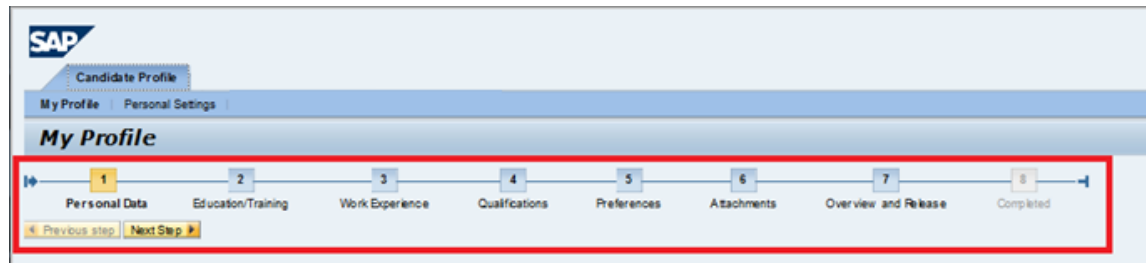 SAP
Candidate Profile
My Profile Personal Settings
My Profile
1 2 3 4 5 6 7 8
Personal Data Education/Training Work Experience Qualifications Preferences Attachments Overview and Release Completed
Previous step Next Step